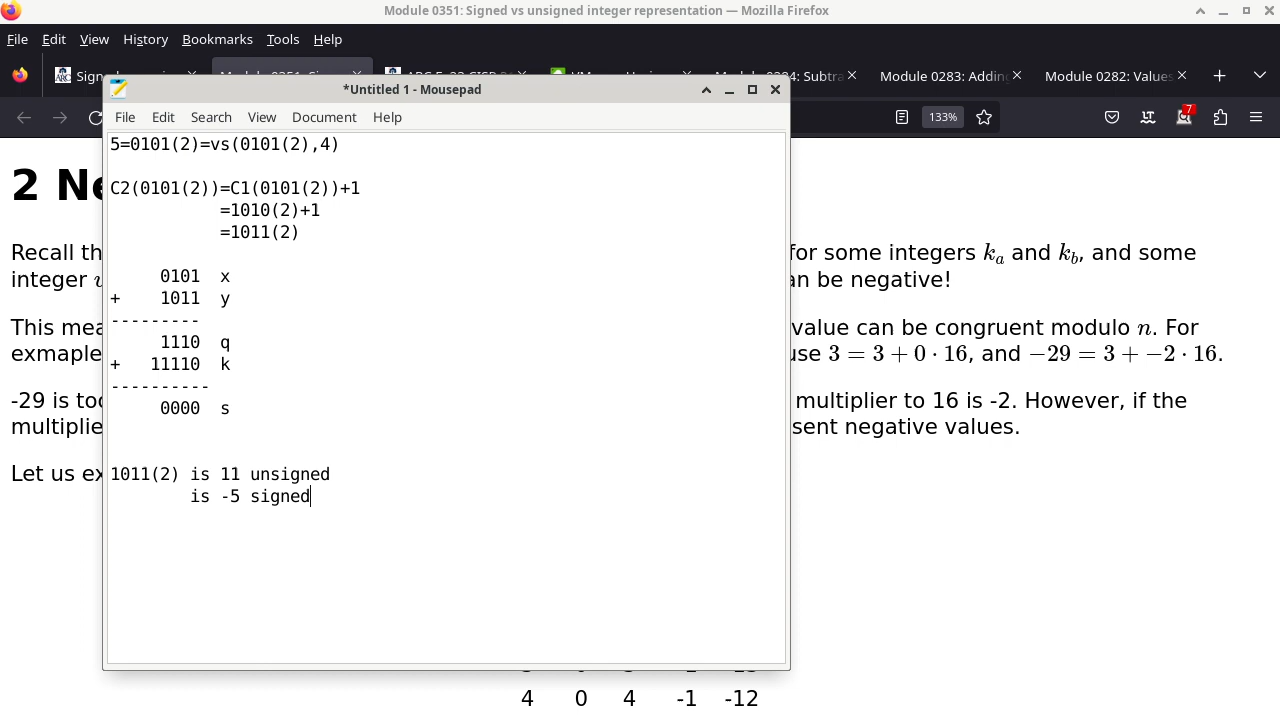 Module 0351: Signed vs unsigned integer representation — Mozilla Firefox
File Edit View History Bookmarks Tools Help
Module 0283: Adding Module 0282: Values
*Untitled 1 - Mousepad
File Edit Search View Document Help
133% 7
5=0101(2)=vs(0101(2),4)
C2(0101(2))=C1(0101(2))+1
=1010(2)+1
=1011(2)
0101 x
+ 1011 y
---------
1110 q
+ 11110 k
----------
0000 s
1011(2) is 11 unsigned
is -5 signed
2 Ne
Recall th for some integers kₐ and k_b, and some
integer an be negative!
This mea value can be congruent modulo n. For
exmaple use 3 = 3 + 0 · 16, and −29 = 3 + −2 · 16.
-29 is too multiplier to 16 is -2. However, if the
multiplie sent negative values.
Let us ex
4 0 4 -1 -12